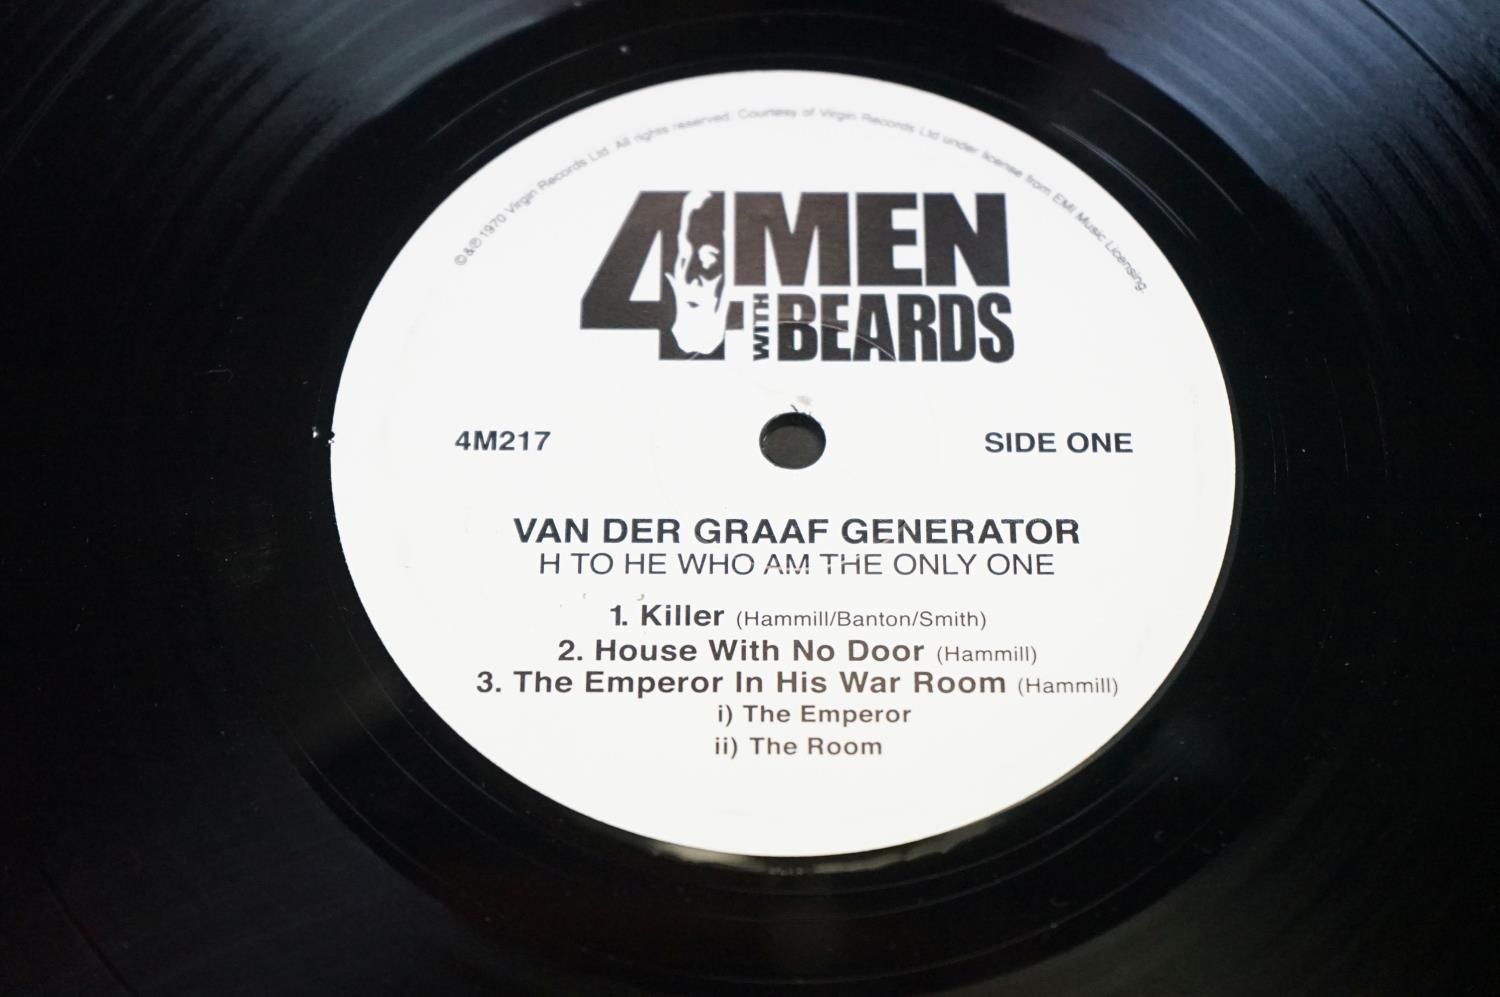 ©&℗ 1970 Virgin Records Ltd. All rights reserved. Courtesy of Virgin Records Ltd under license from EMI Music Licensing.
4 MEN
WITH BEARDS
4M217
SIDE ONE
VAN DER GRAAF GENERATOR
H TO HE WHO AM THE ONLY ONE
1. Killer (Hammill/Banton/Smith)
2. House With No Door (Hammill)
3. The Emperor In His War Room (Hammill)
i) The Emperor
ii) The Room